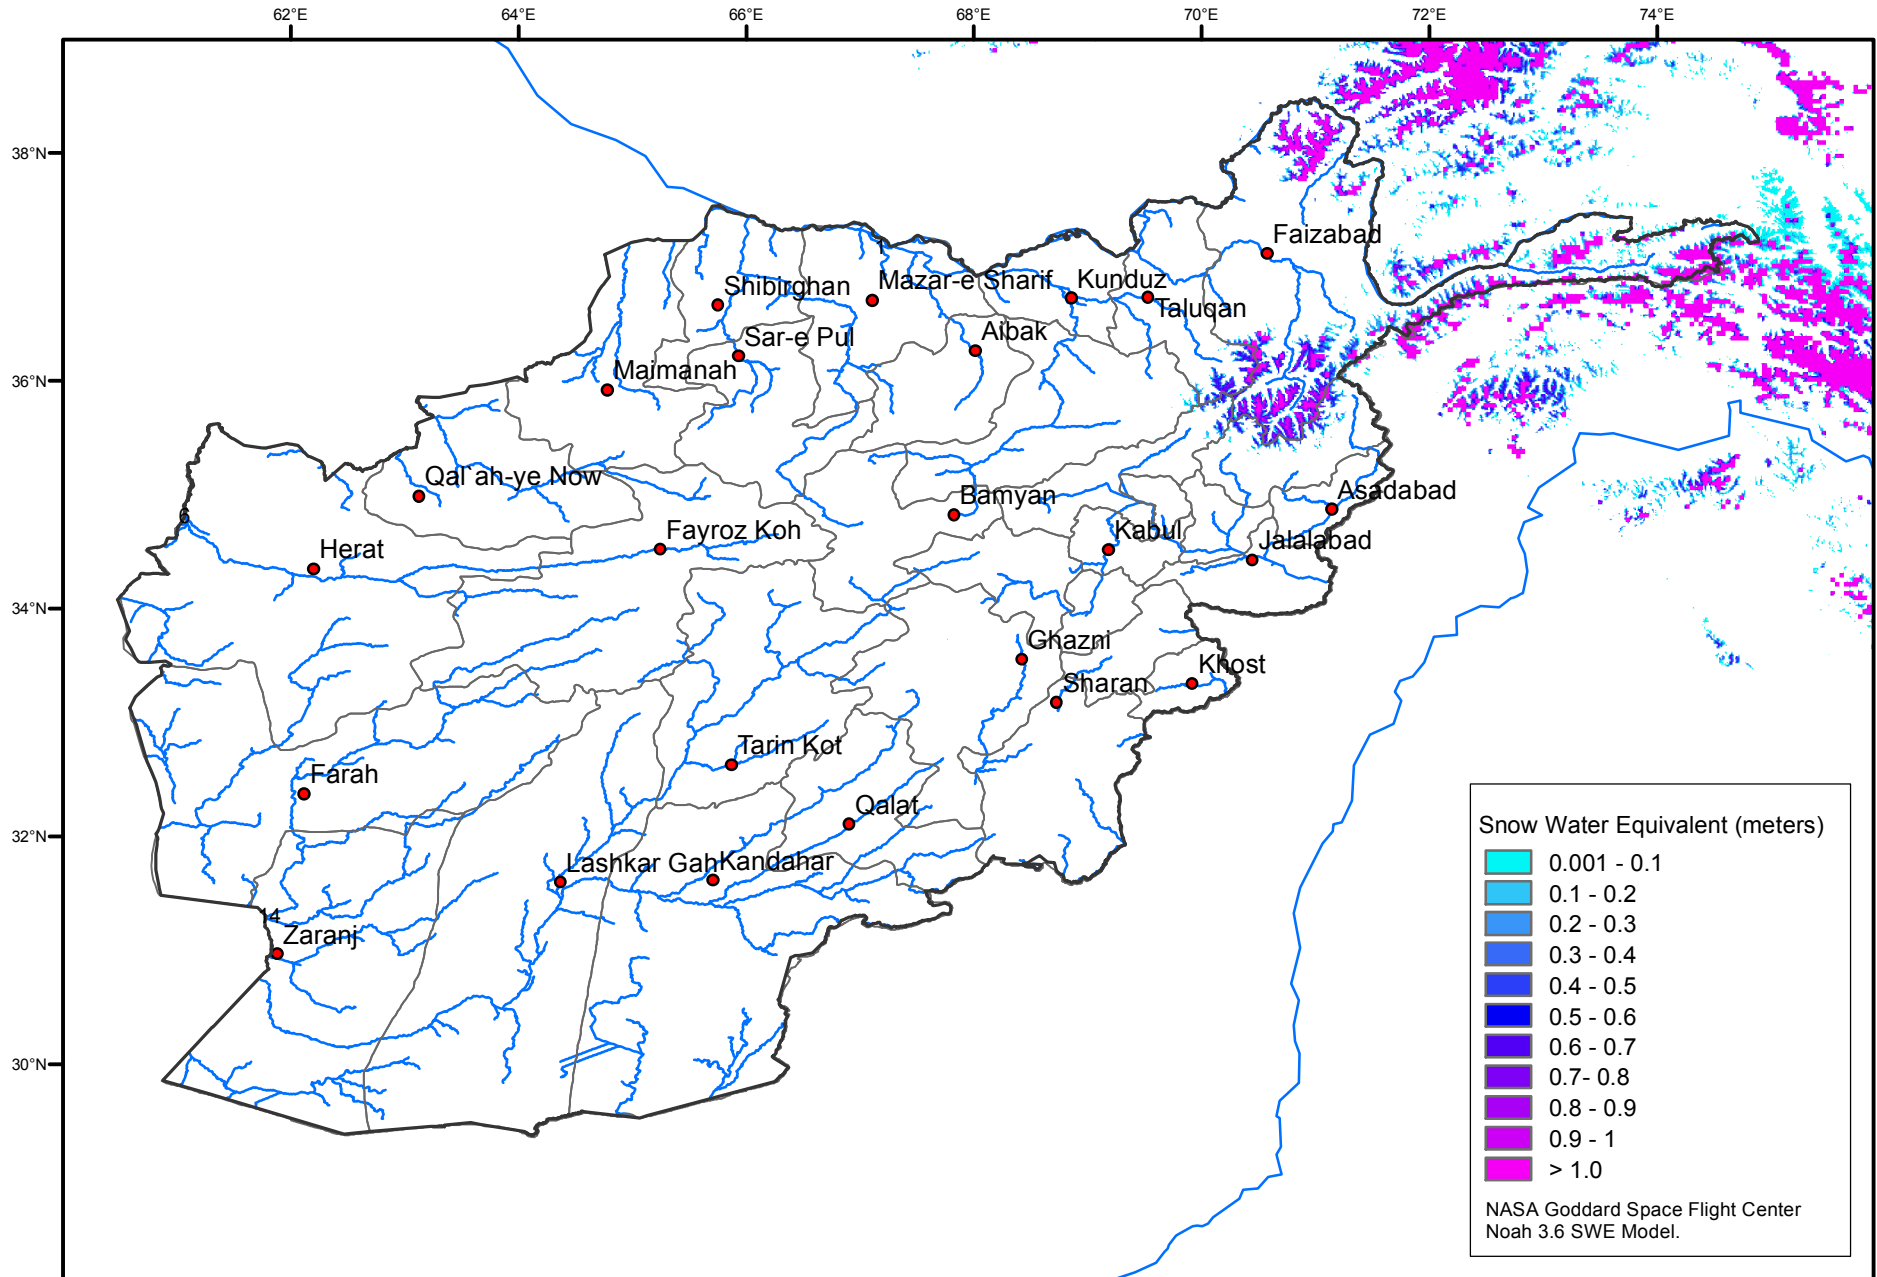 62°E
64°E
66°E
68°E
70°E
72°E
74°E
38°N
36°N
34°N
32°N
30°N
Faizabad
1
Shibirghan
Mazar-e Sharif
Kunduz
Taluqan
Sar-e Pul
Aibak
Maimanah
Qal`ah-ye Now
Bamyan
Asadabad
6
Fayroz Koh
Kabul
Jalalabad
Herat
Ghazni
Khost
Sharan
Tarin Kot
Farah
Qalat
Lashkar Gah
Kandahar
14
Zaranj
Snow Water Equivalent (meters)
0.001 - 0.1
0.1 - 0.2
0.2 - 0.3
0.3 - 0.4
0.4 - 0.5
0.5 - 0.6
0.6 - 0.7
0.7- 0.8
0.8 - 0.9
0.9 - 1
> 1.0
NASA Goddard Space Flight Center
Noah 3.6 SWE Model.